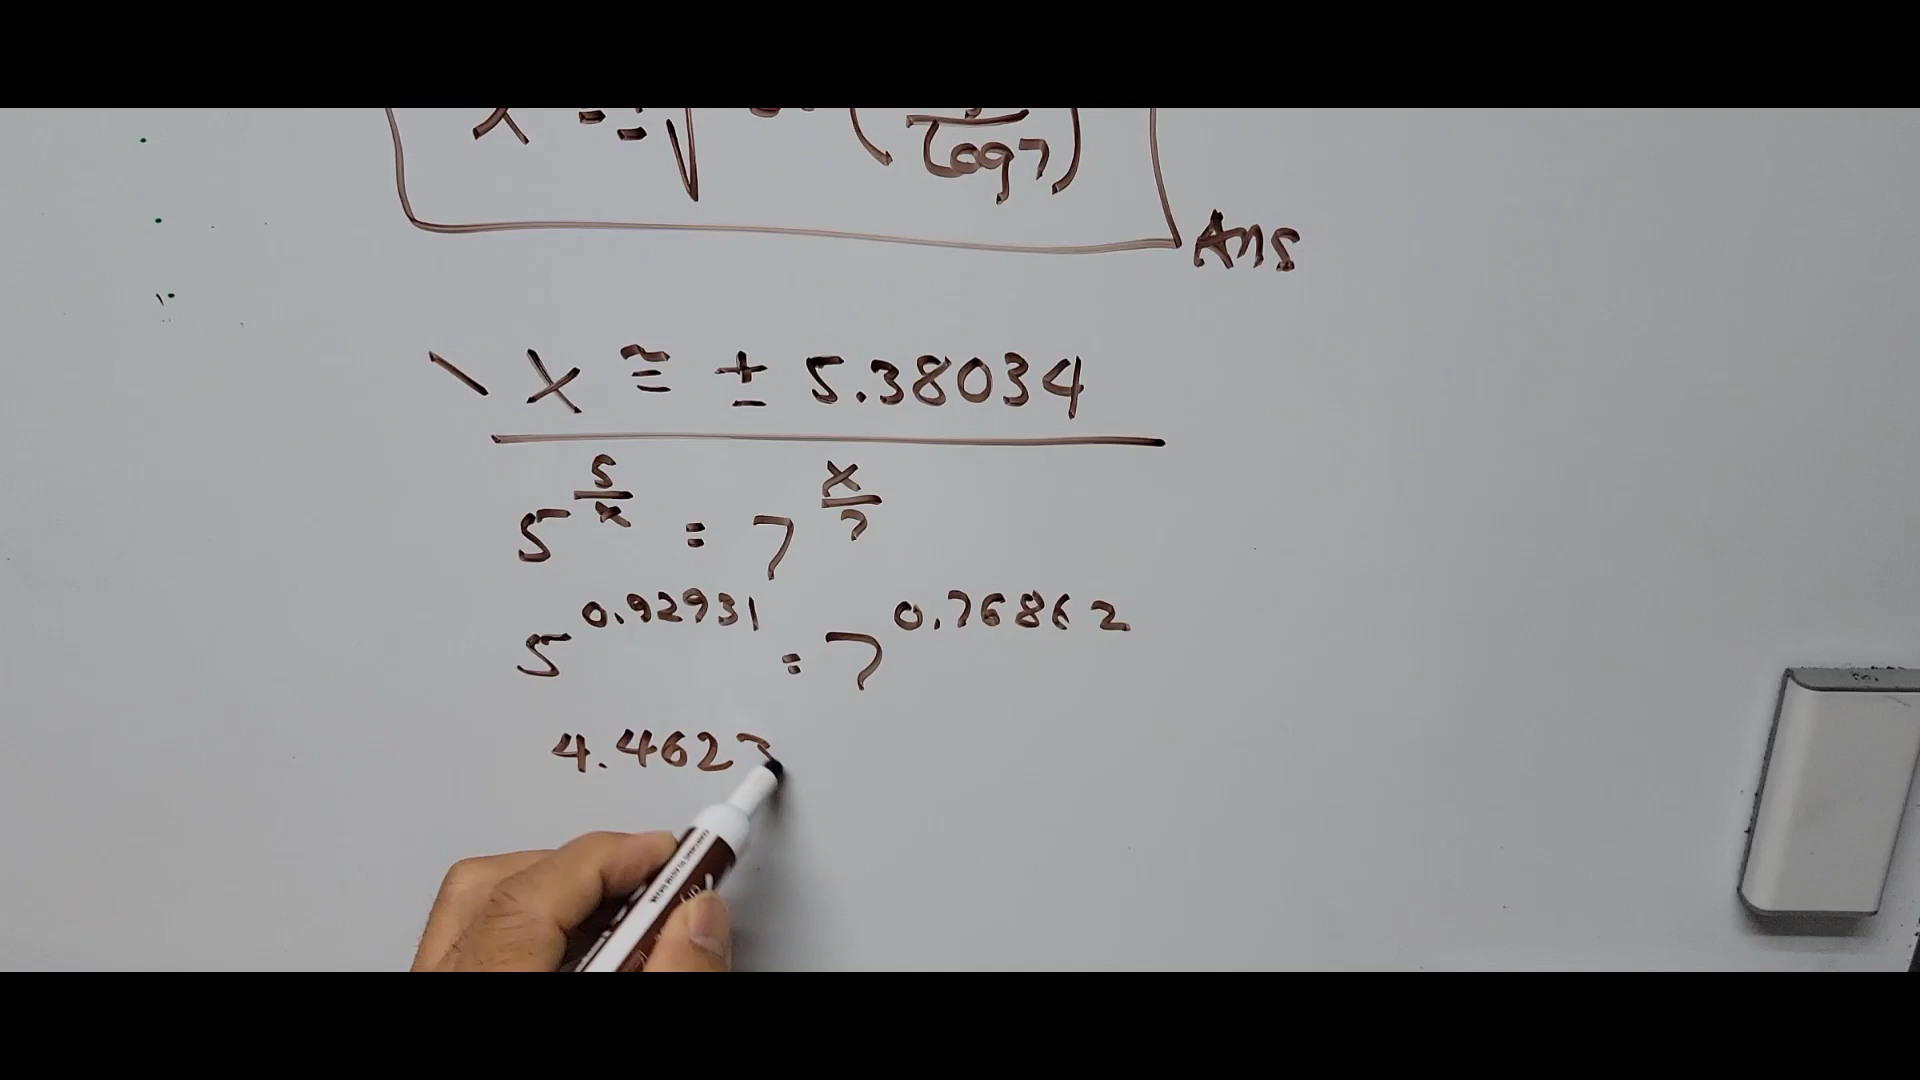 x = ±√ ( / log7)
Ans
x ≅ ± 5.38034
5^(5/x) = 7^(x/7)
5^0.92931 = 7^0.76862
4.4623